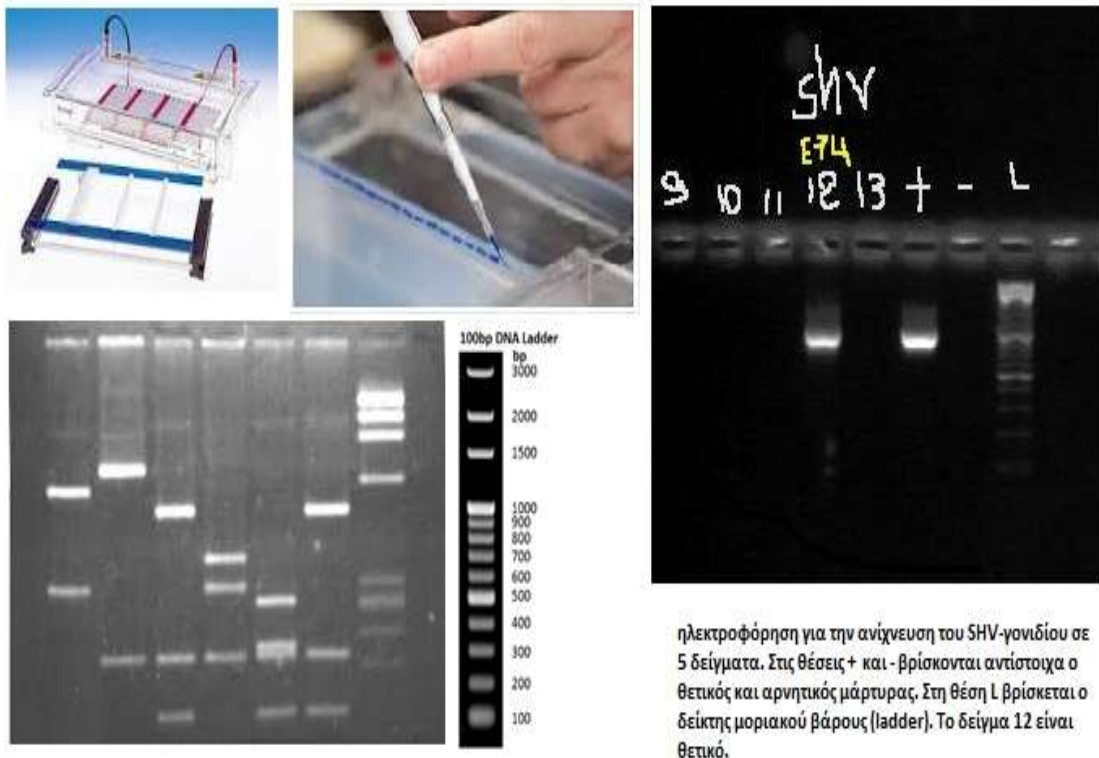 shv
E74
9 10 11 12 13 + - L
100bp DNA Ladder
bp
3000
2000
1500
1000
900
800
700
600
500
400
300
200
100
ηλεκτροφόρηση για την ανίχνευση του SHV-γονιδίου σε
5 δείγματα. Στις θέσεις + και - βρίσκονται αντίστοιχα ο
θετικός και αρνητικός μάρτυρας. Στη θέση L βρίσκεται ο
δείκτης μοριακού βάρους (ladder). Το δείγμα 12 είναι
θετικό.